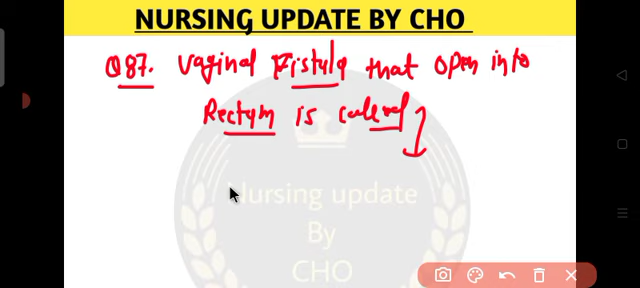 NURSING UPDATE BY CHO
Q87. Vaginal Fistula that open into
Rectum is called
Nursing update
By
CHO